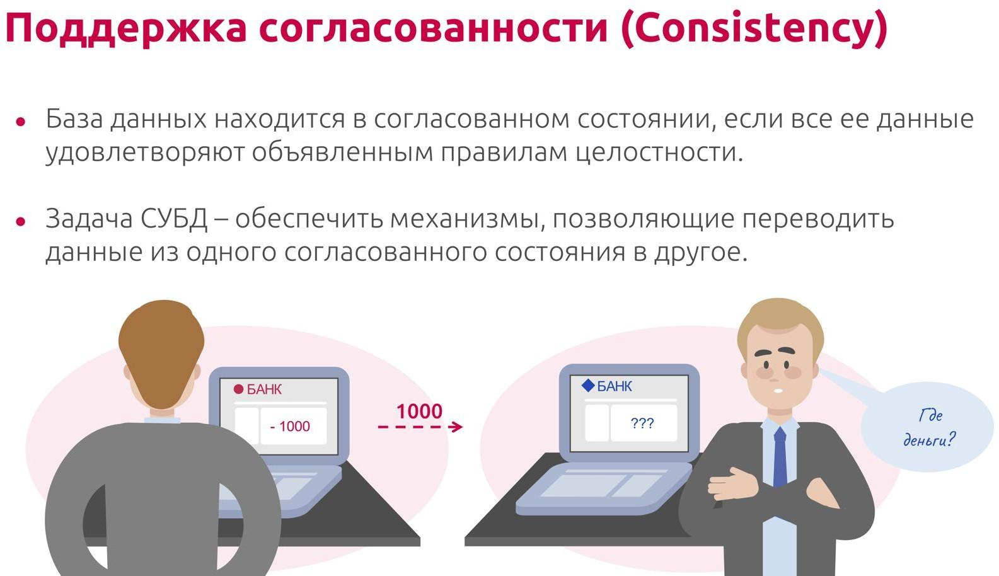 Поддержка согласованности (Consistency)
База данных находится в согласованном состоянии, если все ее данные
удовлетворяют объявленным правилам целостности.
Задача СУБД – обеспечить механизмы, позволяющие переводить
данные из одного согласованного состояния в другое.
БАНК
- 1000
1000
БАНК
???
Где
деньги?